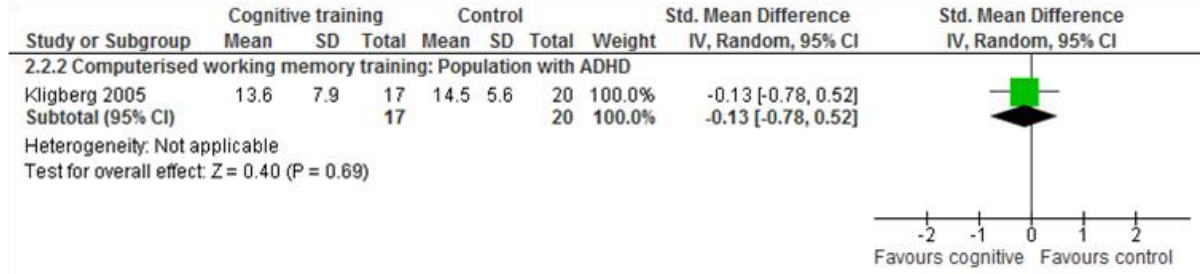 Cognitive training Control Std. Mean Difference Std. Mean Difference
Study or Subgroup Mean SD Total Mean SD Total Weight IV, Random, 95% CI IV, Random, 95% CI
2.2.2 Computerised working memory training: Population with ADHD
Kligberg 2005 13.6 7.9 17 14.5 5.6 20 100.0% -0.13 [-0.78, 0.52]
Subtotal (95% CI) 17 20 100.0% -0.13 [-0.78, 0.52]
Heterogeneity: Not applicable
Test for overall effect: Z = 0.40 (P = 0.69)
-2 -1 0 1 2
Favours cognitive Favours control